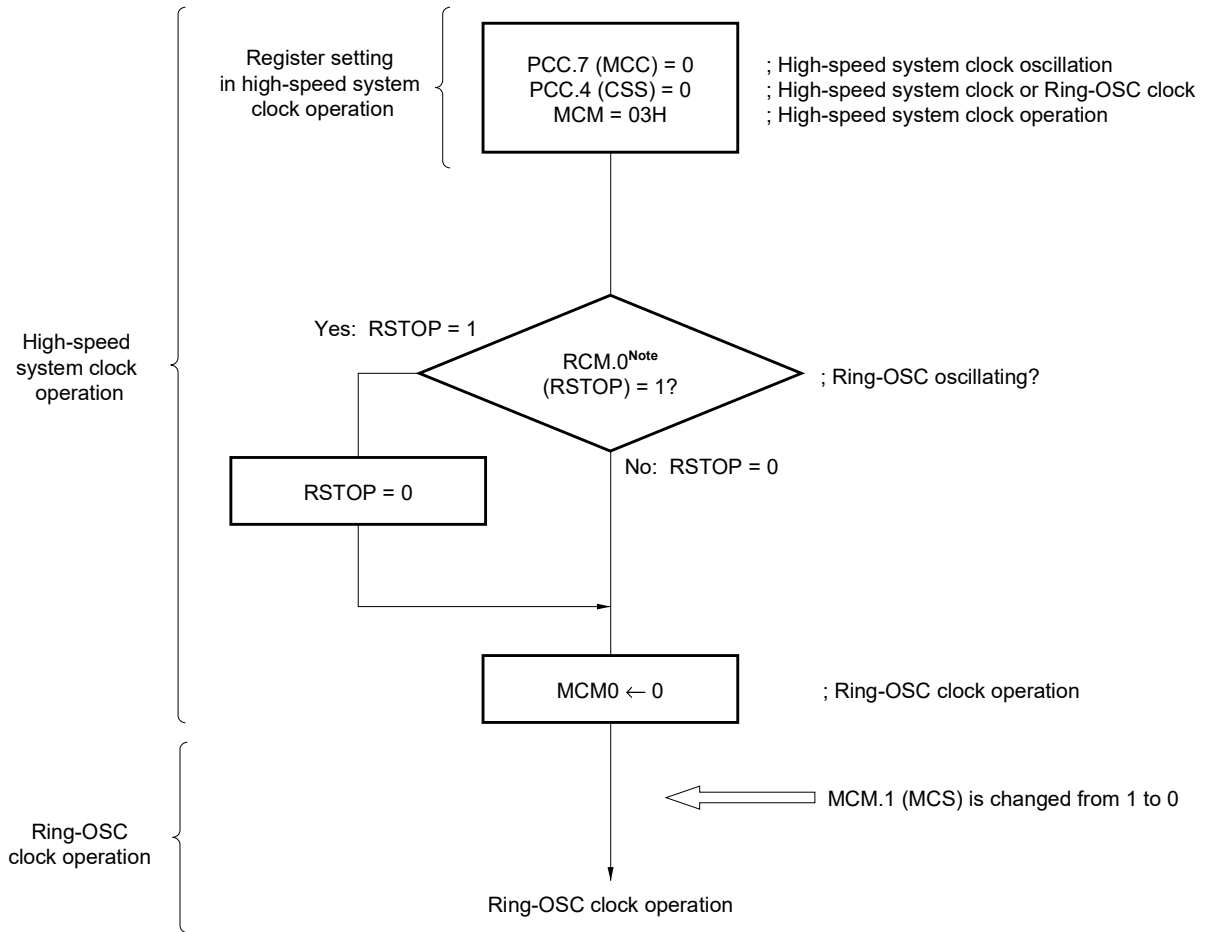 Register setting
in high-speed system
clock operation
PCC.7 (MCC) = 0
PCC.4 (CSS) = 0
MCM = 03H
; High-speed system clock oscillation
; High-speed system clock or Ring-OSC clock
; High-speed system clock operation
High-speed
system clock
operation
Yes: RSTOP = 1
RCM.0Note
(RSTOP) = 1?
; Ring-OSC oscillating?
No: RSTOP = 0
RSTOP = 0
MCM0 ← 0
; Ring-OSC clock operation
MCM.1 (MCS) is changed from 1 to 0
Ring-OSC
clock operation
Ring-OSC clock operation